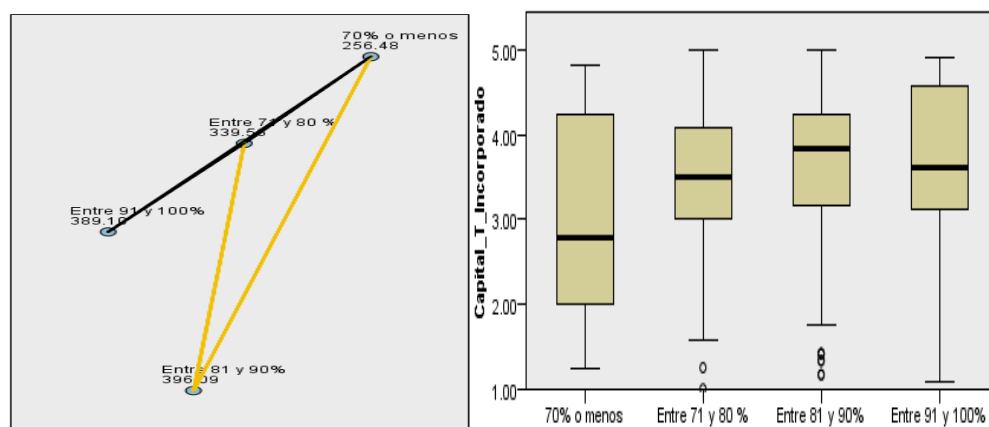 70% o menos
256.48
Entre 71 y 80 %
Entre 91 y 100%
389.10
Entre 81 y 90%
396.09
Capital_T_Incorporado
5.00
4.00
3.00
2.00
1.00
70% o menos
Entre 71 y 80 %
Entre 81 y 90%
Entre 91 y 100%